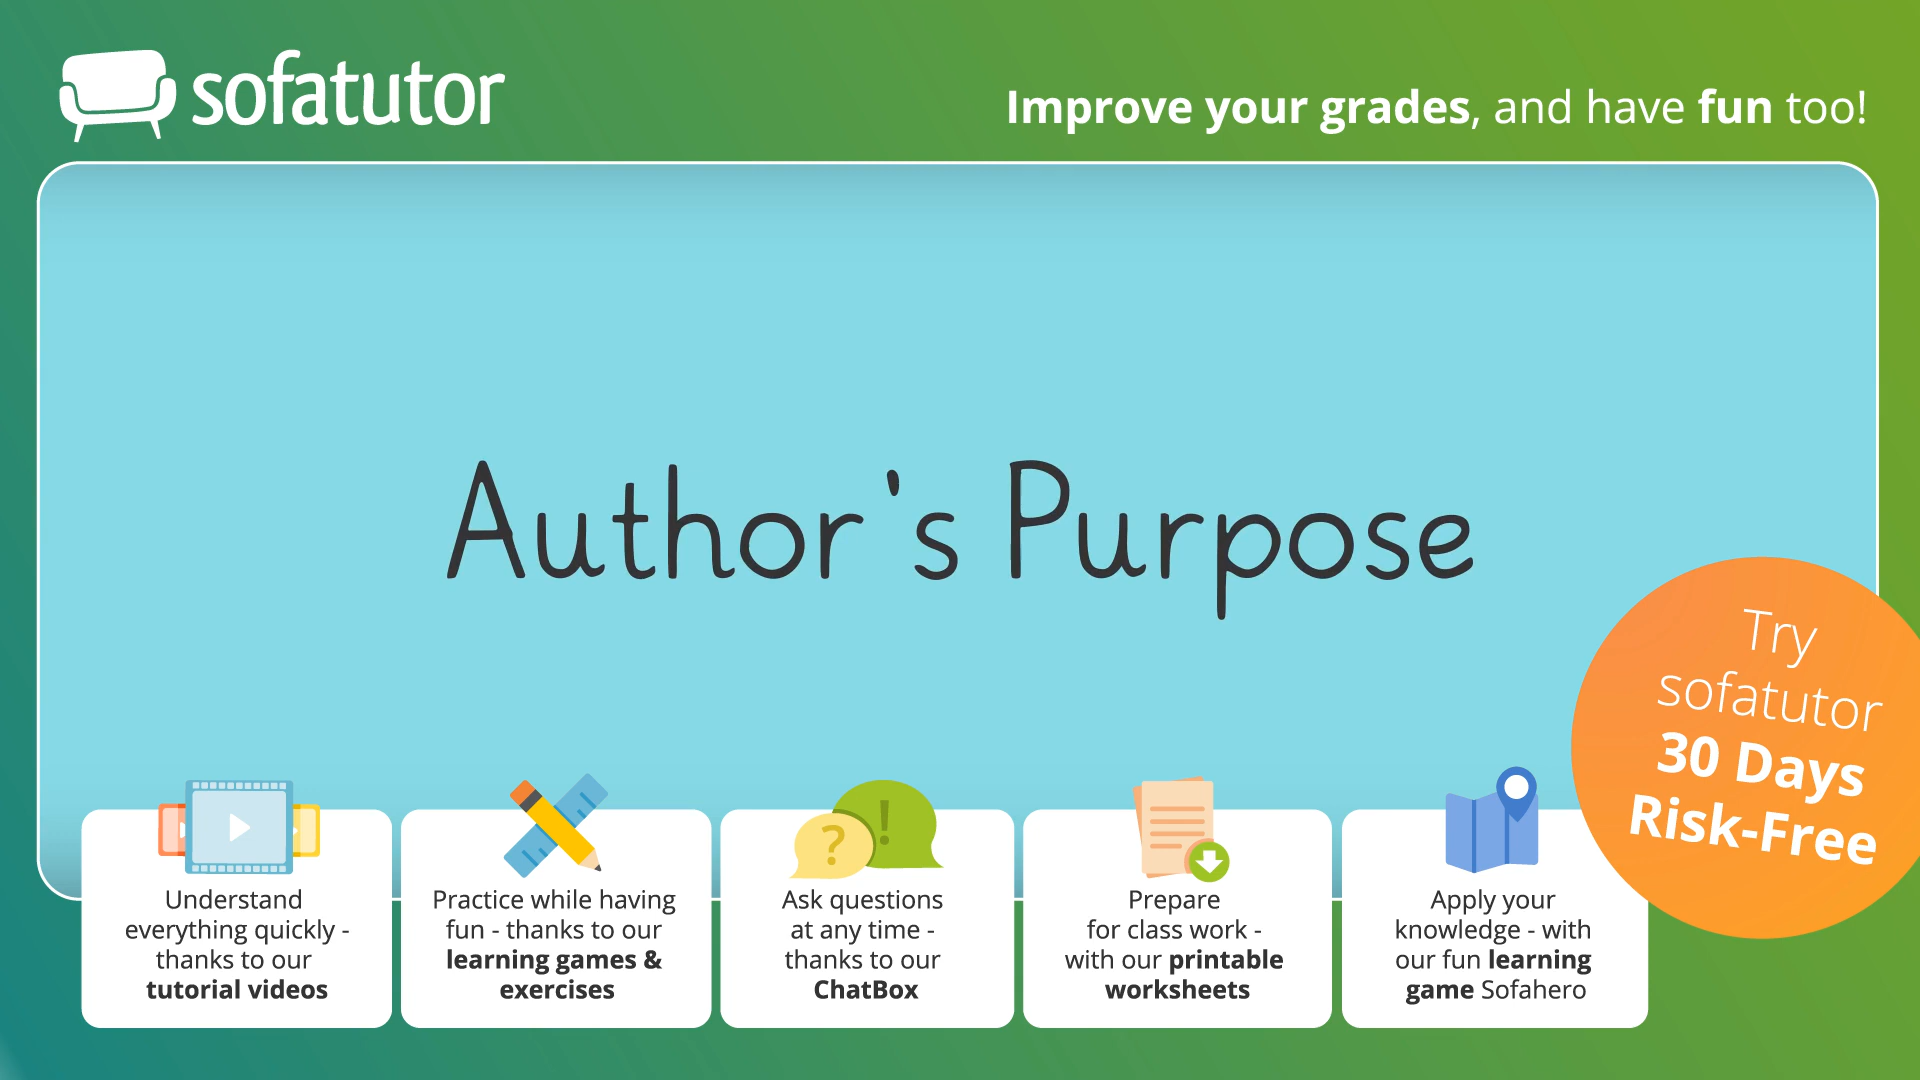 sofatutor
Improve your grades, and have fun too!
Author's Purpose
Try
sofatutor
30 Days
Risk-Free
?
!
Understand
everything quickly -
thanks to our
tutorial videos
Practice while having
fun - thanks to our
learning games &
exercises
Ask questions
at any time -
thanks to our
ChatBox
Prepare
for class work -
with our printable
worksheets
Apply your
knowledge - with
our fun learning
game Sofahero